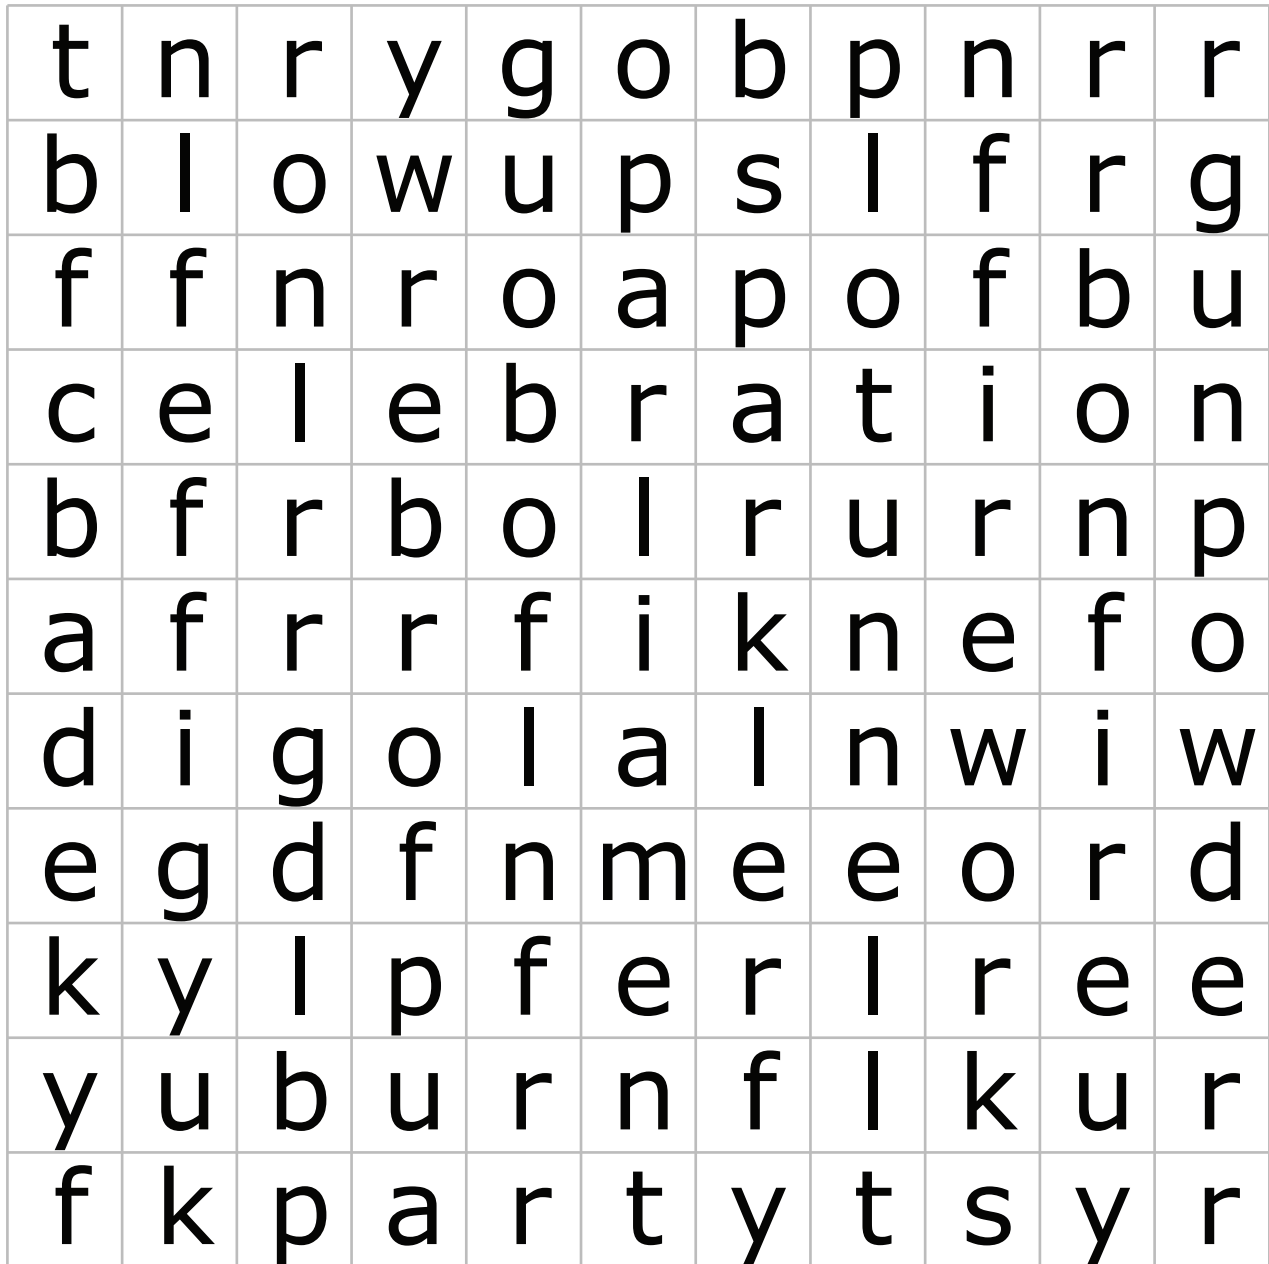 t n r y g o b p n r r
b l o w u p s l f r g
f f n r o a p o f b u
c e l e b r a t i o n
b f r b o l r u r n p
a f r r f i k n e f o
d i g o l a l n w i w
e g d f n m e e o r d
k y l p f e r l r e e
y u b u r n f l k u r
f k p a r t y t s y r